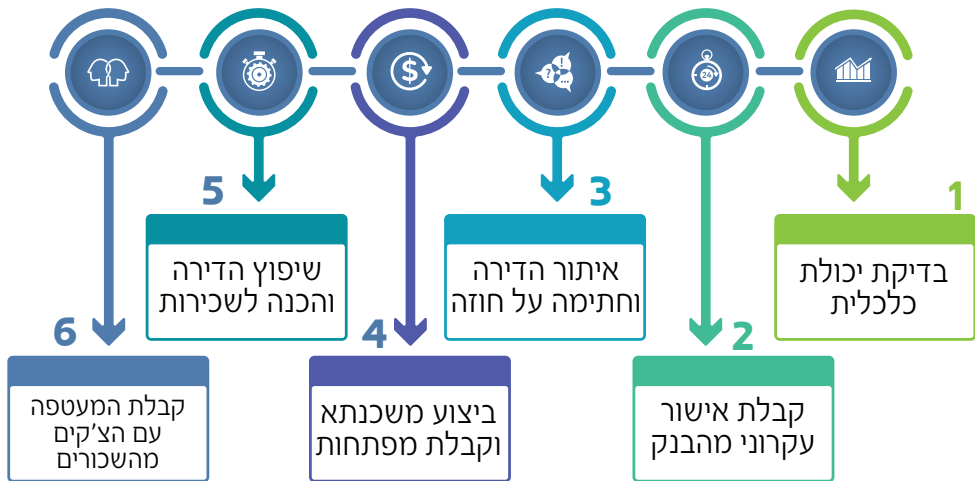 1
בדיקת יכולת
כלכלית
2
קבלת אישור
עקרוני מהבנק
3
איתור הדירה
וחתימה על חוזה
4
ביצוע משכנתא
וקבלת מפתחות
5
שיפוץ הדירה
והכנה לשכירות
6
קבלת המעטפה
עם הצ'קים
מהשכורים
24
$
?
!
...